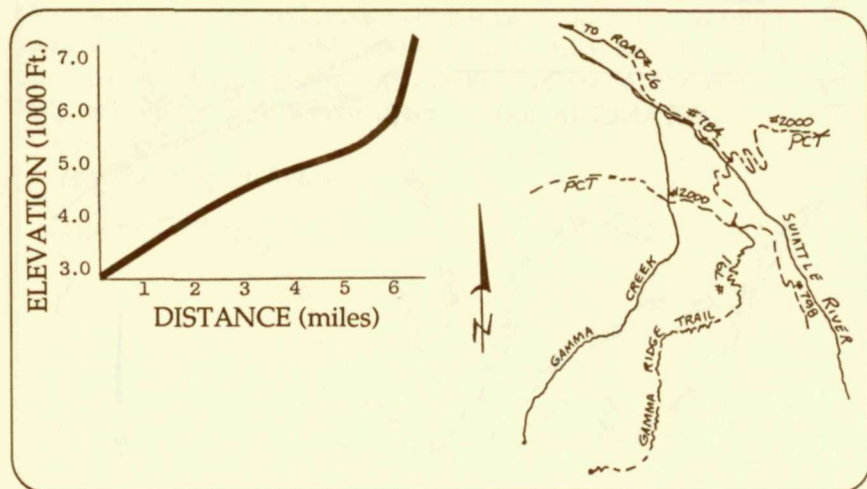 ELEVATION (1000 Ft.)
7.0
6.0
5.0
4.0
3.0
1 2 3 4 5 6
DISTANCE (miles)
TO ROAD #26
#784
#2000
PCT
PCT
#2000
SUIATTLE RIVER
#791
#798
GAMMA CREEK
GAMMA RIDGE TRAIL
N